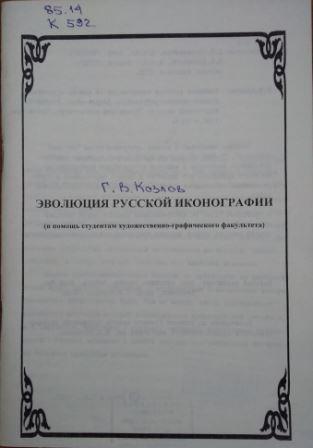 85.14
К 592
Г. В. Козлов
ЭВОЛЮЦИЯ РУССКОЙ ИКОНОГРАФИИ
(в помощь студентам художественно-графического факультета)